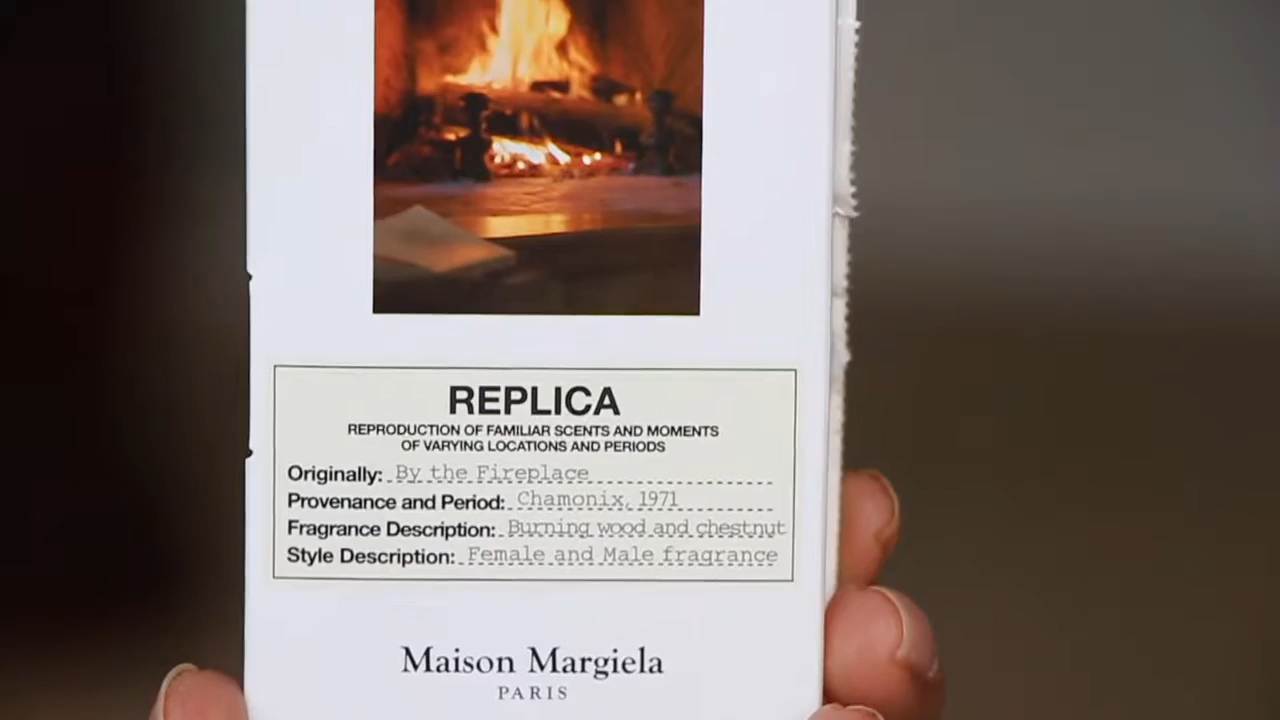 REPLICA
REPRODUCTION OF FAMILIAR SCENTS AND MOMENTS
OF VARYING LOCATIONS AND PERIODS
Originally: By the Fireplace
Provenance and Period: Chamonix, 1971
Fragrance Description: Burning wood and chestnut
Style Description: Female and Male fragrance
Maison Margiela
PARIS